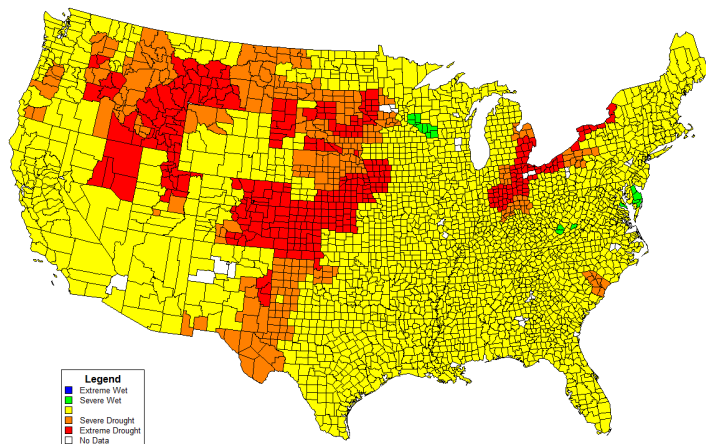 Legend
Extreme Wet
Severe Wet
Severe Drought
Extreme Drought
No Data